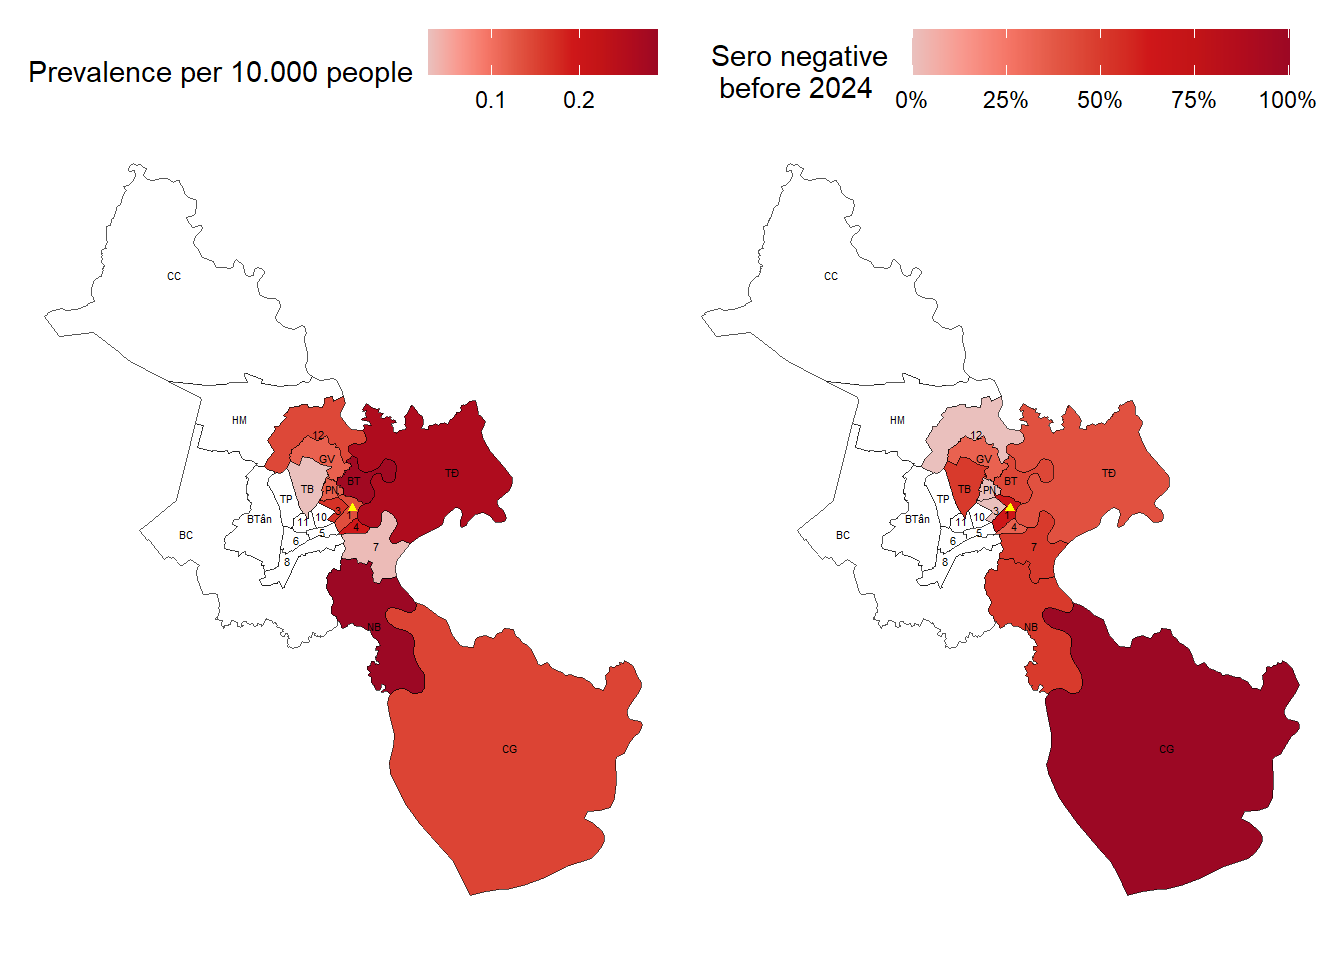 Prevalence per 10.000 people
0.1 0.2
Sero negative
before 2024
0% 25% 50% 75% 100%
CC
HM
12
GV
TĐ
BT
TB
PN
TP
3
1
BTân
11
10
4
5
BC
6
7
8
NB
CG
CC
HM
12
GV
TĐ
BT
TB
PN
TP
3
1
BTân
11
10
4
5
BC
6
7
8
NB
CG